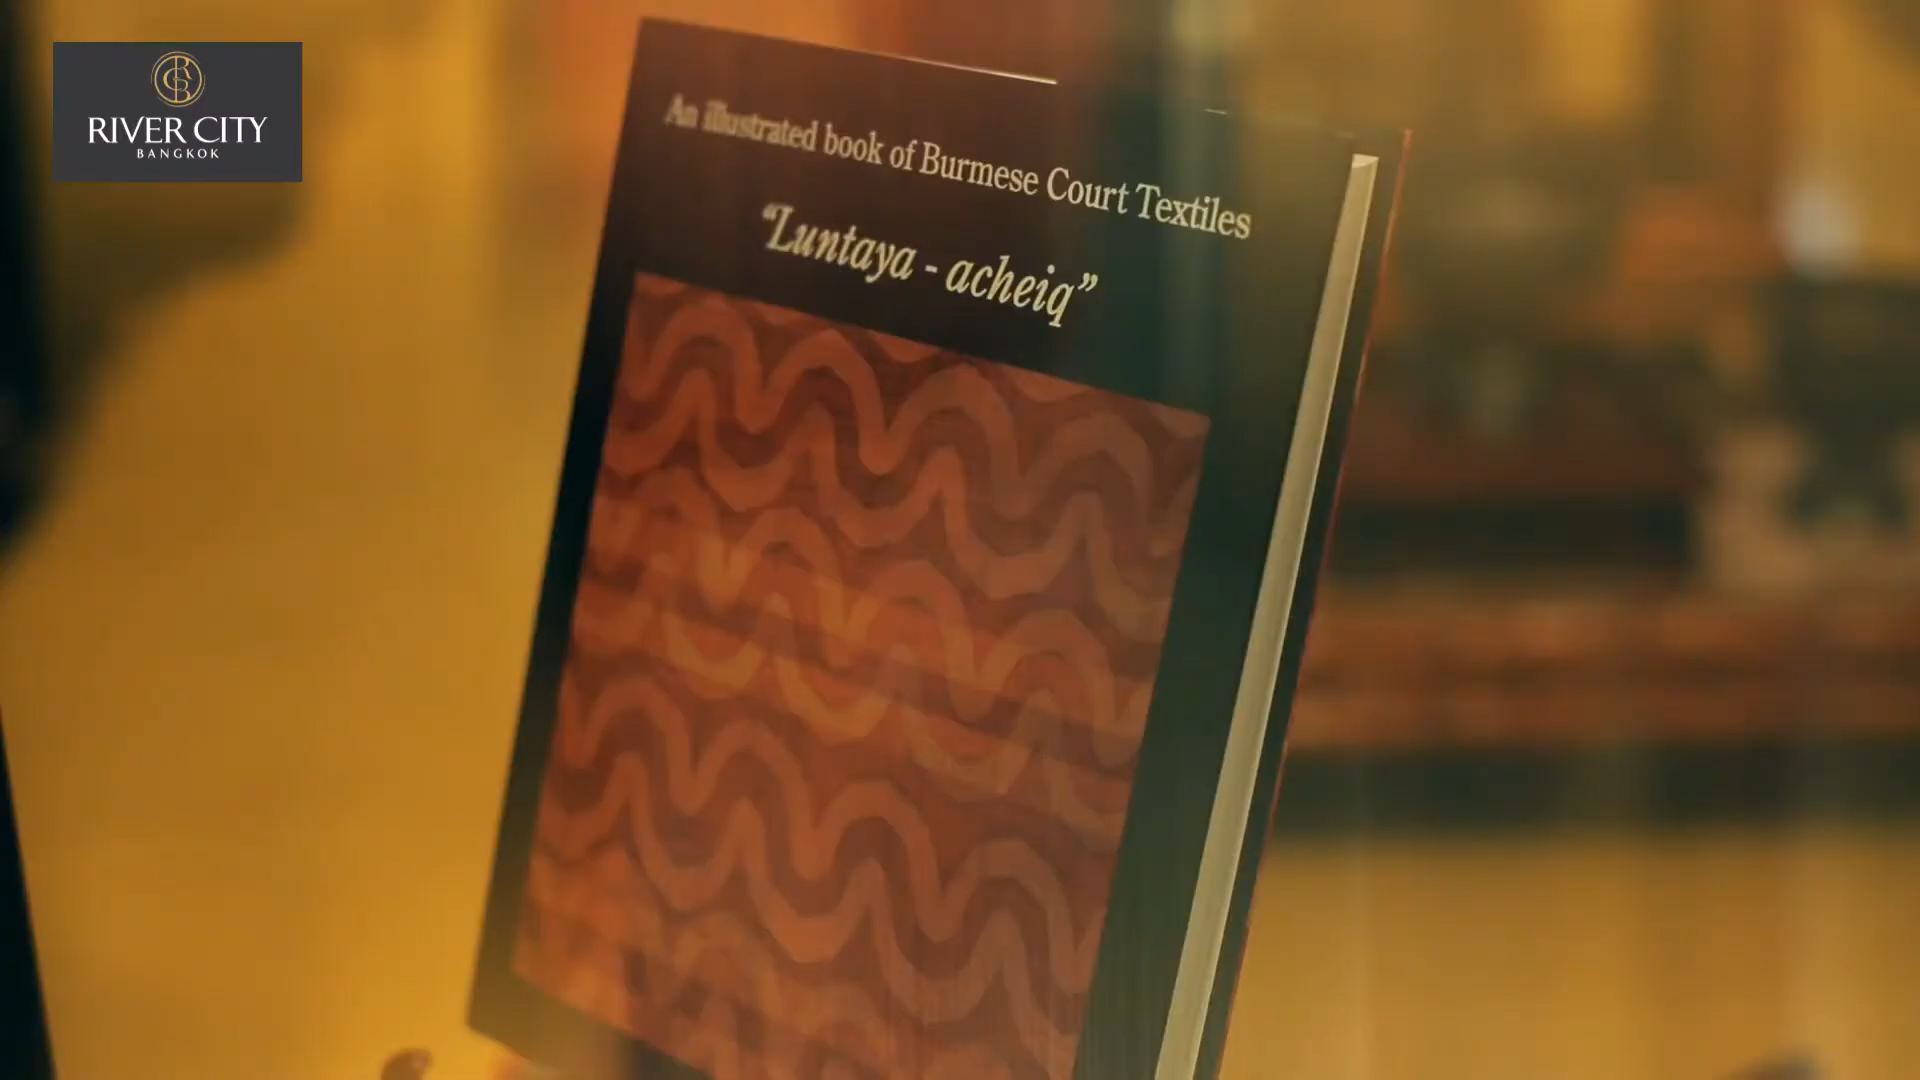 RIVER CITY
BANGKOK
An illustrated book of Burmese Court Textiles
“Luntaya - acheiq”